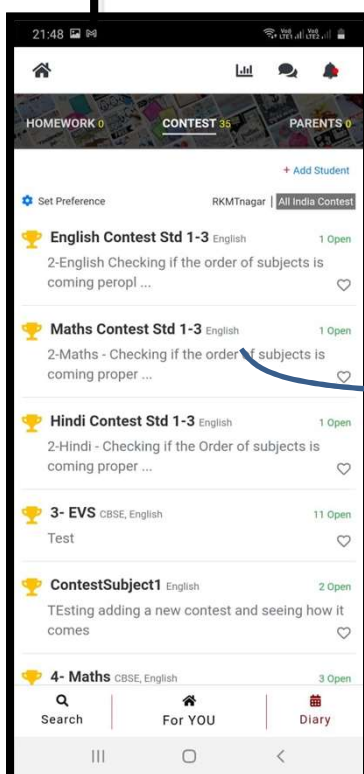 21:48
VoD LTE1 VoD LTE2
HOMEWORK 0 CONTEST 35 PARENTS 0
+ Add Student
Set Preference RKMTnagar | All India Contest
English Contest Std 1-3 English 1 Open
2-English Checking if the order of subjects is
coming peropl ...
Maths Contest Std 1-3 English 1 Open
2-Maths - Checking if the order of subjects is
coming proper ...
Hindi Contest Std 1-3 English 1 Open
2-Hindi - Checking if the Order of subjects is
coming proper ...
3- EVS CBSE, English 11 Open
Test
ContestSubject1 English 2 Open
TEsting adding a new contest and seeing how it
comes
4- Maths CBSE, English 3 Open
Search For YOU Diary